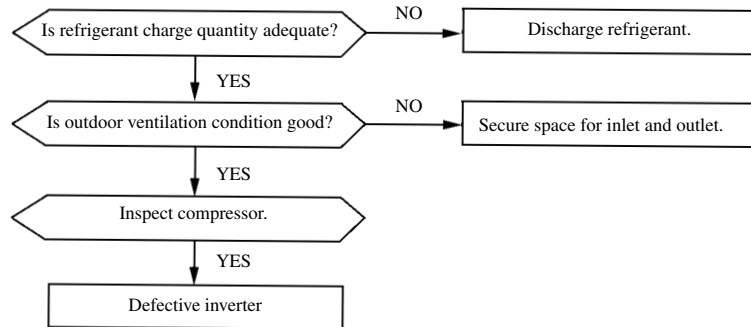 Is refrigerant charge quantity adequate?
NO
Discharge refrigerant.
YES
Is outdoor ventilation condition good?
NO
Secure space for inlet and outlet.
YES
Inspect compressor.
YES
Defective inverter